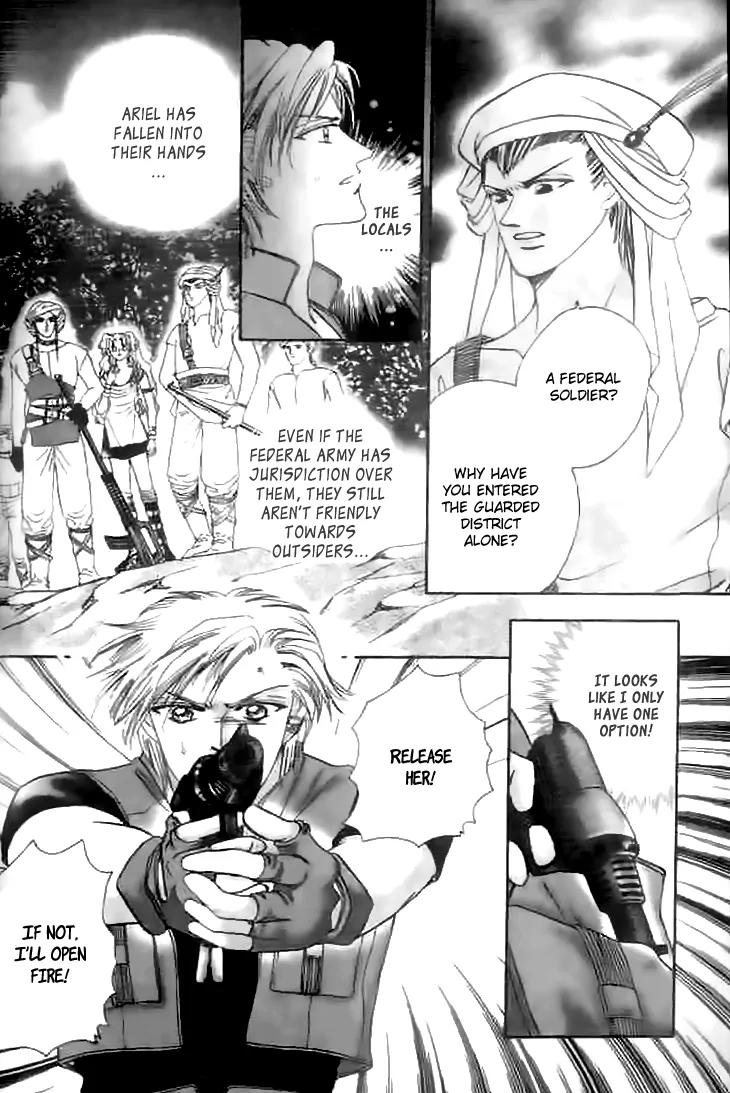 A FEDERAL
SOLDIER?
WHY HAVE
YOU ENTERED
THE GUARDED
DISTRICT
ALONE?
THE
LOCALS
...
ARIEL HAS
FALLEN INTO
THEIR HANDS
...
EVEN IF THE
FEDERAL ARMY HAS
JURISDICTION OVER
THEM, THEY STILL
AREN'T FRIENDLY
TOWARDS
OUTSIDERS...
IT LOOKS
LIKE I ONLY
HAVE ONE
OPTION!
RELEASE
HER!
IF NOT,
I'LL OPEN
FIRE!